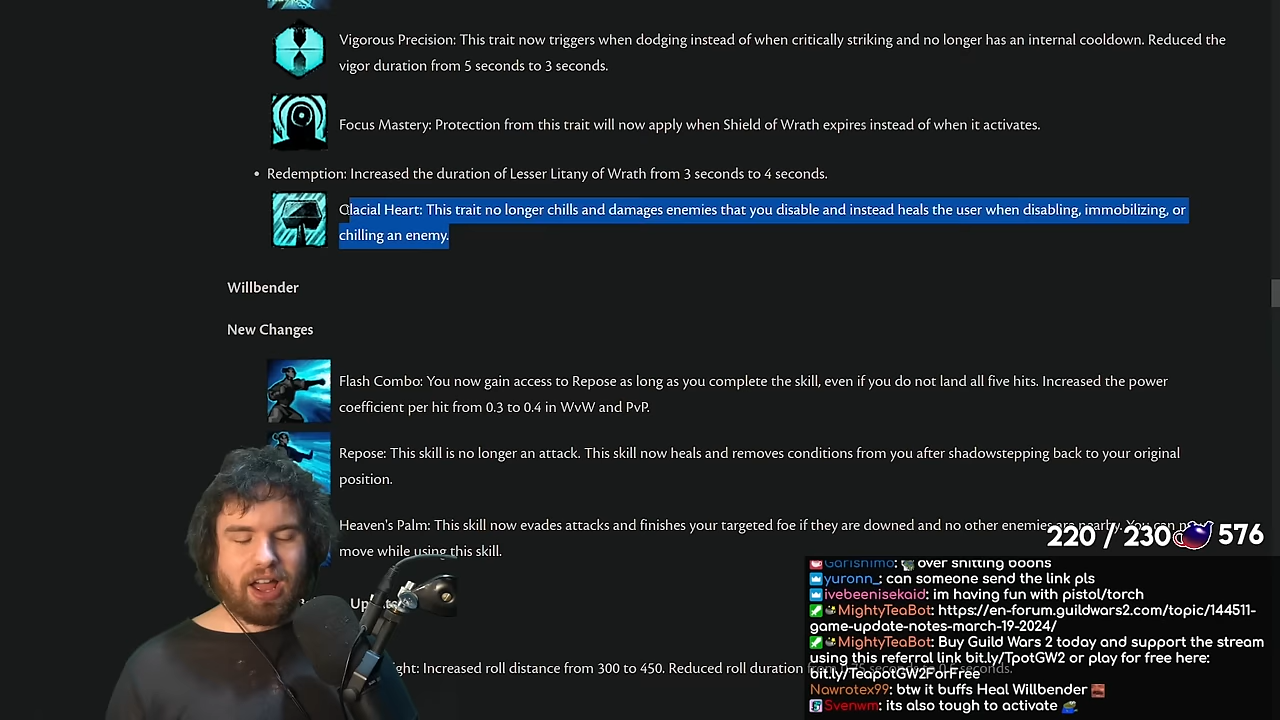 Vigorous Precision: This trait now triggers when dodging instead of when critically striking and no longer has an internal cooldown. Reduced the
vigor duration from 5 seconds to 3 seconds.
Focus Mastery: Protection from this trait will now apply when Shield of Wrath expires instead of when it activates.
• Redemption: Increased the duration of Lesser Litany of Wrath from 3 seconds to 4 seconds.
Glacial Heart: This trait no longer chills and damages enemies that you disable and instead heals the user when disabling, immobilizing, or
chilling an enemy.
Willbender
New Changes
Flash Combo: You now gain access to Repose as long as you complete the skill, even if you do not land all five hits. Increased the power
coefficient per hit from 0.3 to 0.4 in WvW and PvP.
Repose: This skill is no longer an attack. This skill now heals and removes conditions from you after shadowstepping back to your original
position.
Heaven's Palm: This skill now evades attacks and finishes your targeted foe if they are downed and no other enemies are nearby. You can
move while using this skill.
220 / 230 576
Garishimo: over shitting boons
yuronn_: can someone send the link pls
ivebeenisekaid: im having fun with pistol/torch
MightyTeaBot: https://en-forum.guildwars2.com/topic/144511-
game-update-notes-march-19-2024/
MightyTeaBot: Buy Guild Wars 2 today and support the stream
using this referral link bit.ly/TpotGW2 or play for free here:
bit.ly/TeapotGW2ForFree
Nawrotex99: btw it buffs Heal Willbender
Svenwm: its also tough to activate
ght: Increased roll distance from 300 to 450. Reduced roll duration